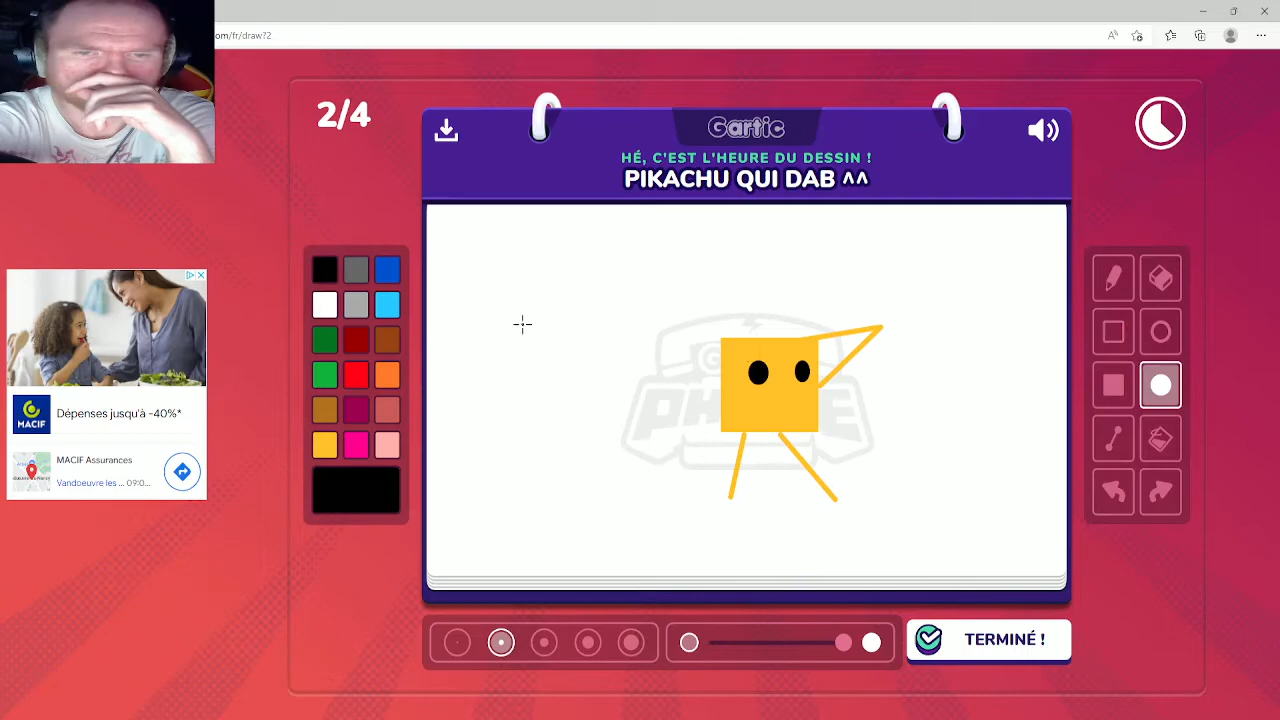 om/fr/draw?2
2/4
Gartic
HÉ, C'EST L'HEURE DU DESSIN !
PIKACHU QUI DAB ^^
MACIF
Dépenses jusqu'à -40%*
MACIF Assurances
Vandoeuvre les ... 09:0...
TERMINÉ !